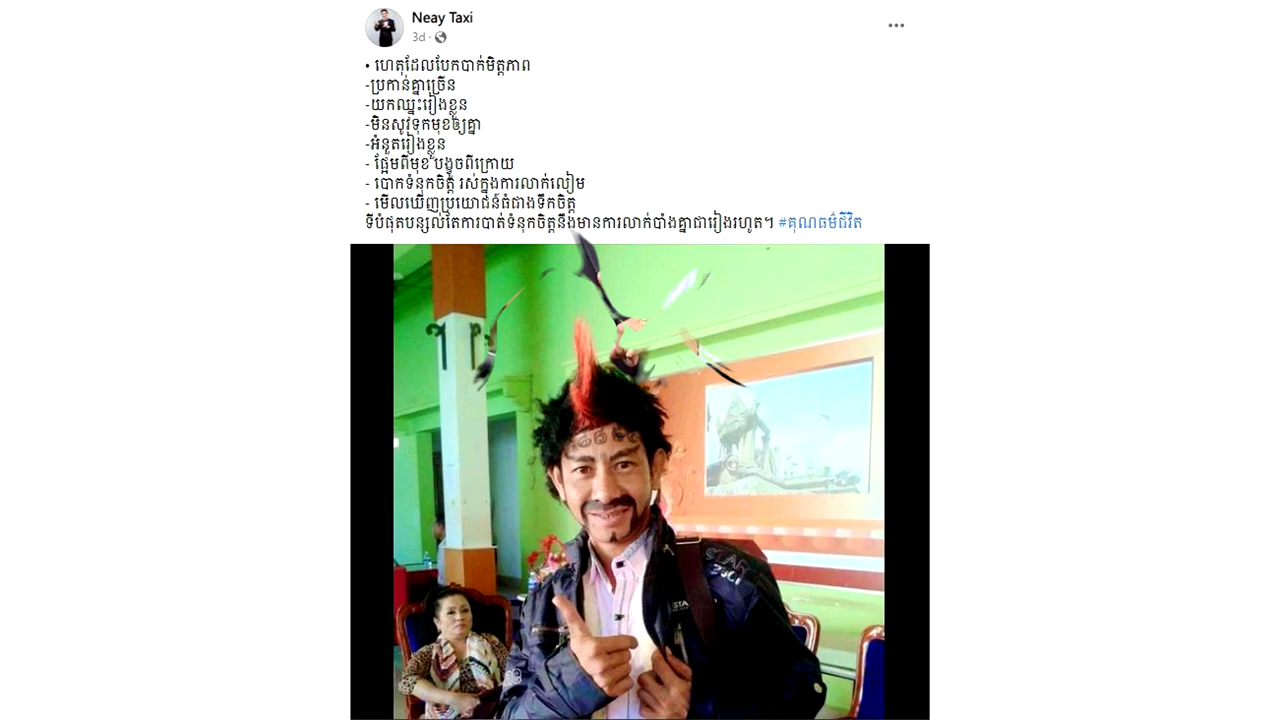 Neay Taxi
3d
• ហេតុដែលបែកបាក់មិត្តភាព
-ប្រកាន់គ្នាច្រើន
-យកឈ្នះរៀងខ្លួន
-មិនសូវទុកមុខឲ្យគ្នា
-អំនួតរៀងខ្លួន
- ផ្អែមពីមុខ បង្ខូចពីក្រោយ
- បោកទំនុកចិត្ត រស់ក្នុងការលាក់លៀម
- មើលឃើញប្រយោជន៍ធំជាងទឹកចិត្ត
ទីបំផុតបន្សល់តែការបាត់ទំនុកចិត្តនឹងមានការលាក់បាំងគ្នាជារៀងរហូត។ #គុណធម៌ជីវិត
STAR
STA